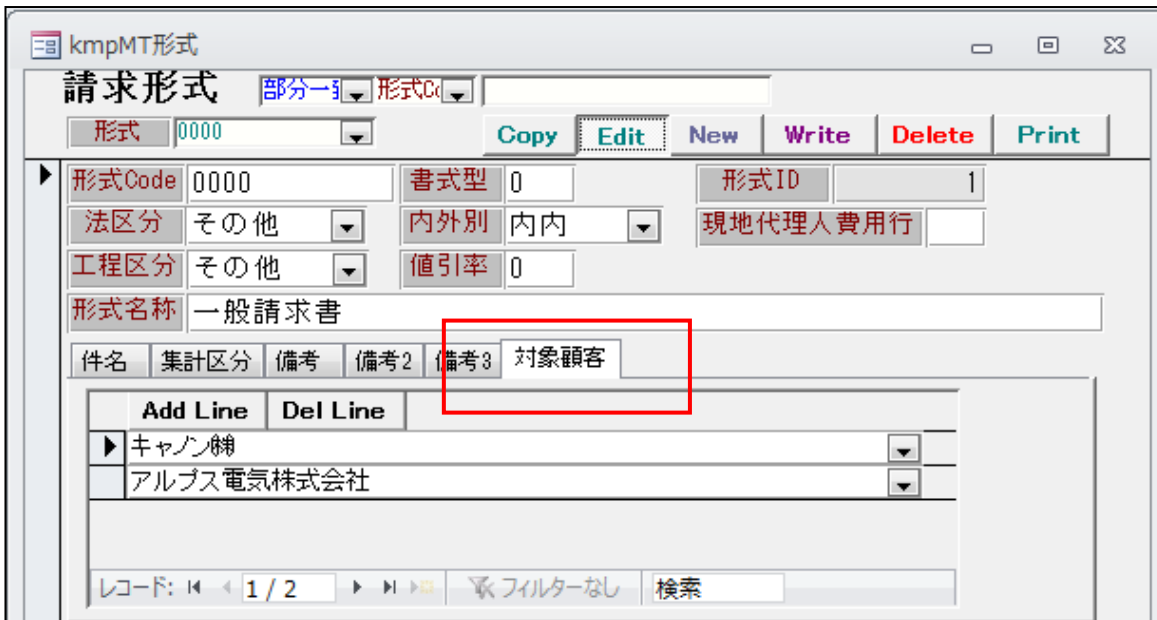 kmpMT形式
請求形式 部分一致 形式Co
形式 0000 Copy Edit New Write Delete Print
形式Code 0000 書式型 0 形式ID 1
法区分 その他 内外別 内内 現地代理人費用行
工程区分 その他 値引率 0
形式名称 一般請求書
件名 集計区分 備考 備考2 備考3 対象顧客
Add Line Del Line
キヤノン㈱
アルプス電気株式会社
レコード: 1 / 2 フィルターなし 検索